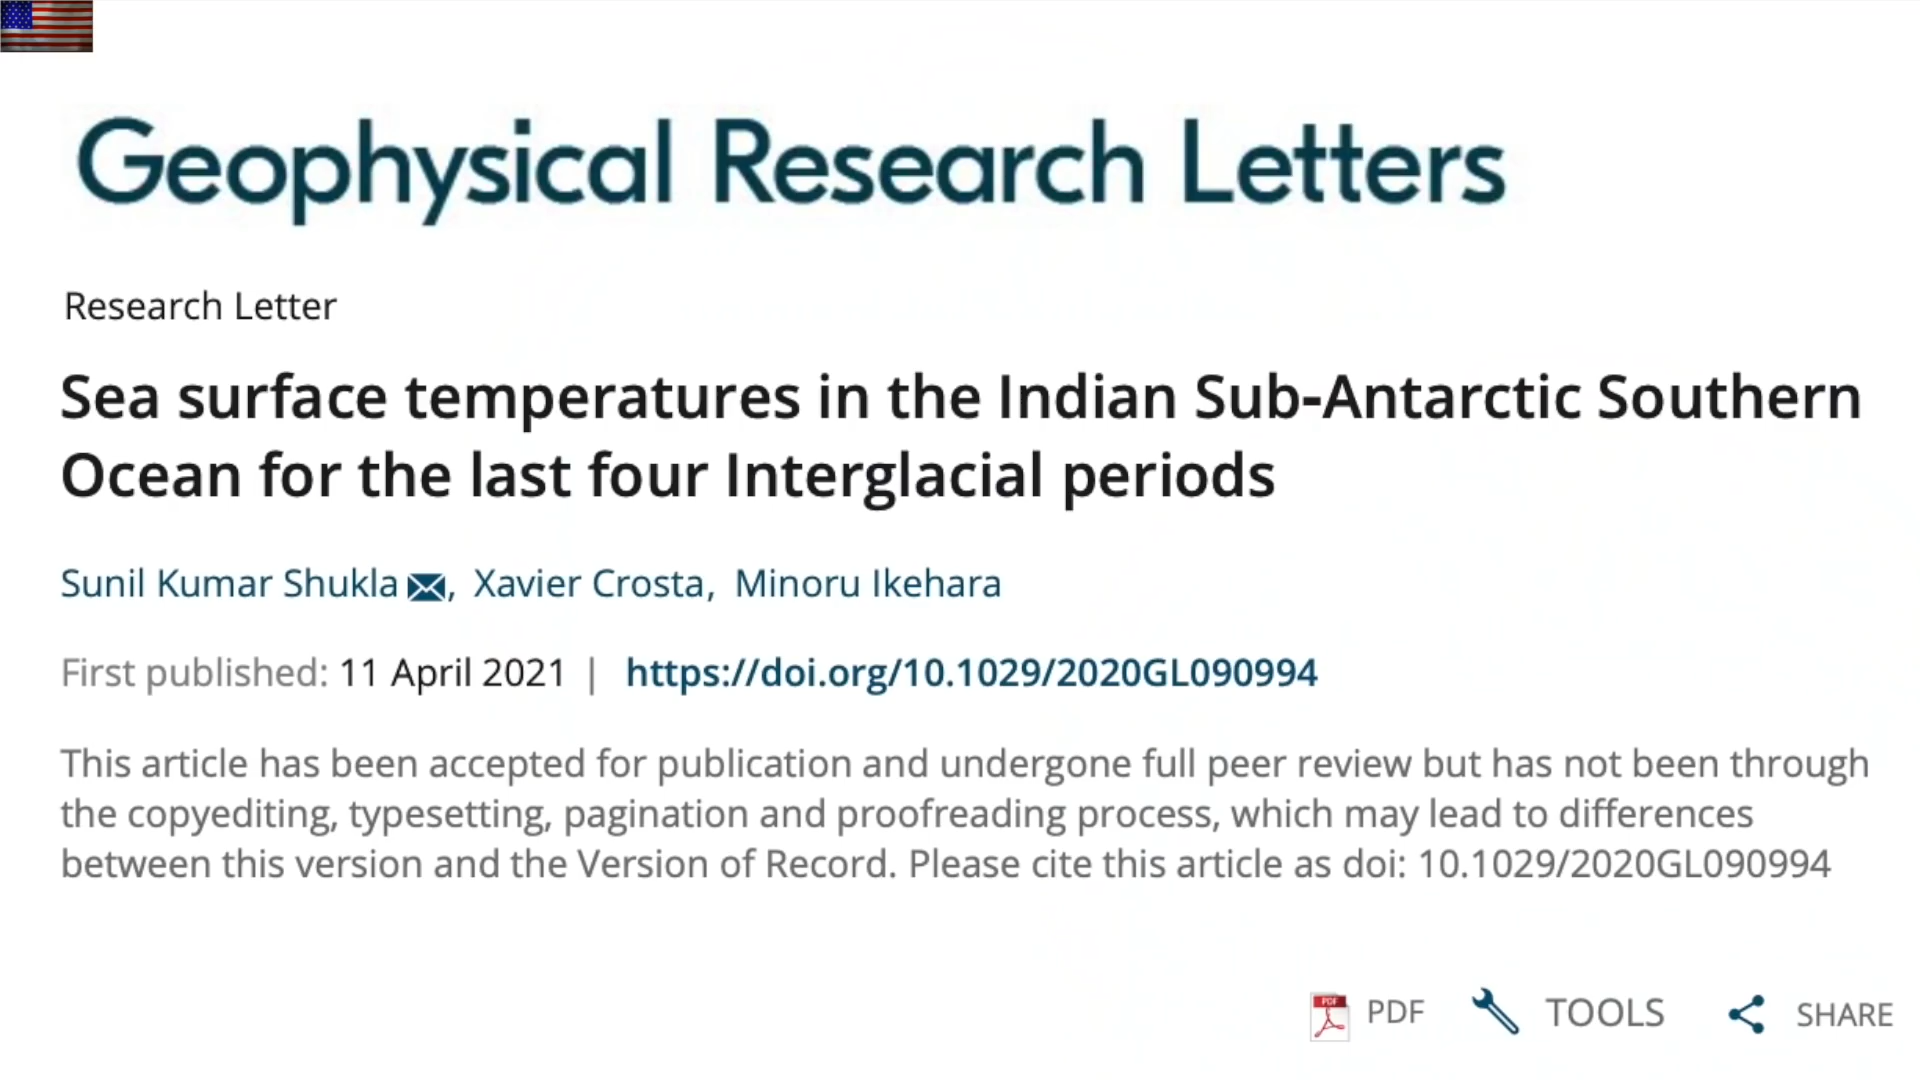 Geophysical Research Letters
Research Letter
Sea surface temperatures in the Indian Sub-Antarctic Southern
Ocean for the last four Interglacial periods
Sunil Kumar Shukla, Xavier Crosta, Minoru Ikehara
First published: 11 April 2021 | https://doi.org/10.1029/2020GL090994
This article has been accepted for publication and undergone full peer review but has not been through
the copyediting, typesetting, pagination and proofreading process, which may lead to differences
between this version and the Version of Record. Please cite this article as doi: 10.1029/2020GL090994
PDF PDF TOOLS SHARE